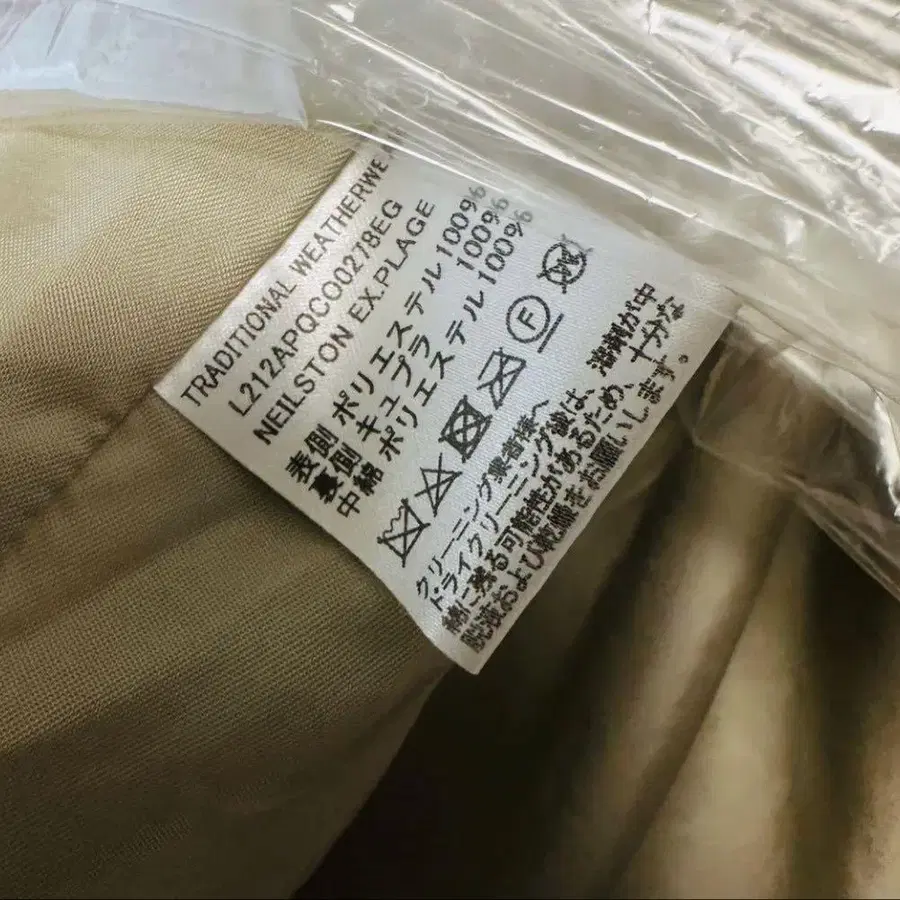 TRADITIONAL WEATHERWEA
L212APQCO0278EG
NEILSTON EX.PLAGE
表側 ポリエステル 100%
裏側 キュプラ 100%
中綿 ポリエステル 100%
F
クリーニング業者様へ
ドライクリーニング後は、溶剤が中
綿に残る可能性があるため、十分な
脱液および乾燥をお願いします。